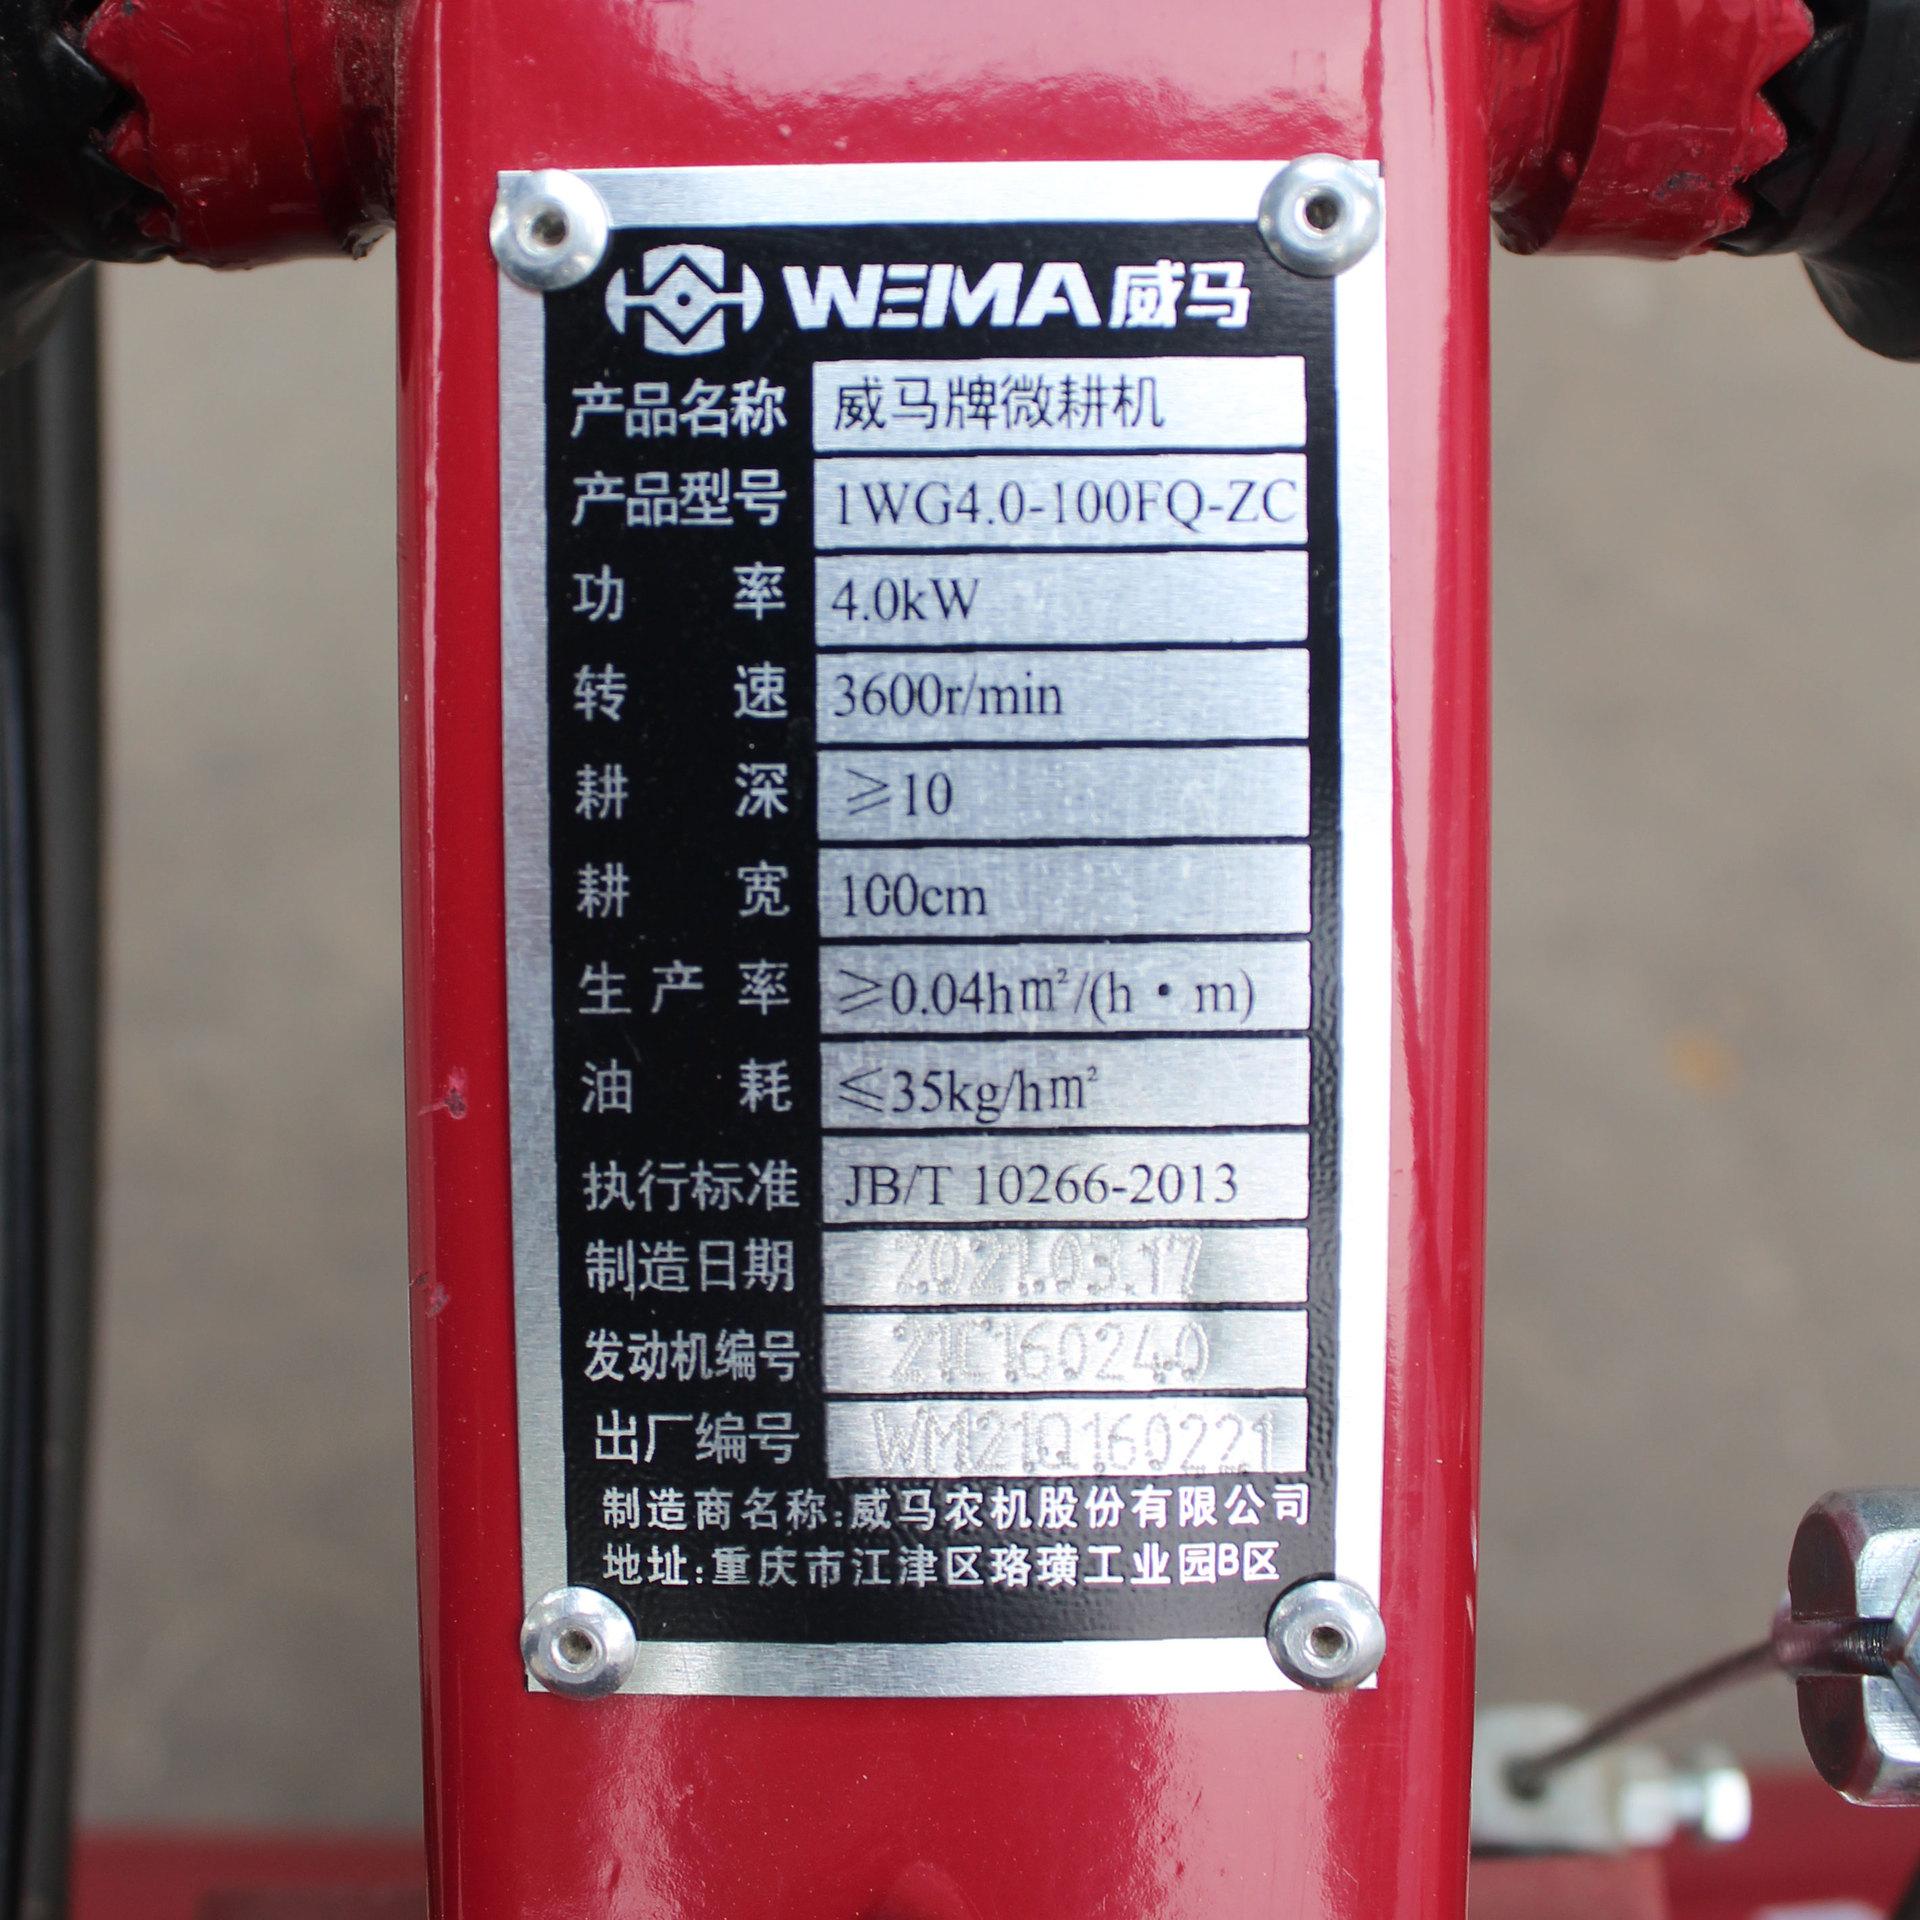 WEMA威马
产品名称 威马牌微耕机
产品型号 1WG4.0-100FQ-ZC
功率 4.0kW
转速 3600r/min
耕深 ≥10
耕宽 100cm
生产率 ≥0.04hm²/(h·m)
油耗 ≤35kg/hm²
执行标准 JB/T 10266-2013
制造日期 2021.03.17
发动机编号 21C160240
出厂编号 WM21Q160221
制造商名称:威马农机股份有限公司
地址:重庆市江津区珞璜工业园B区